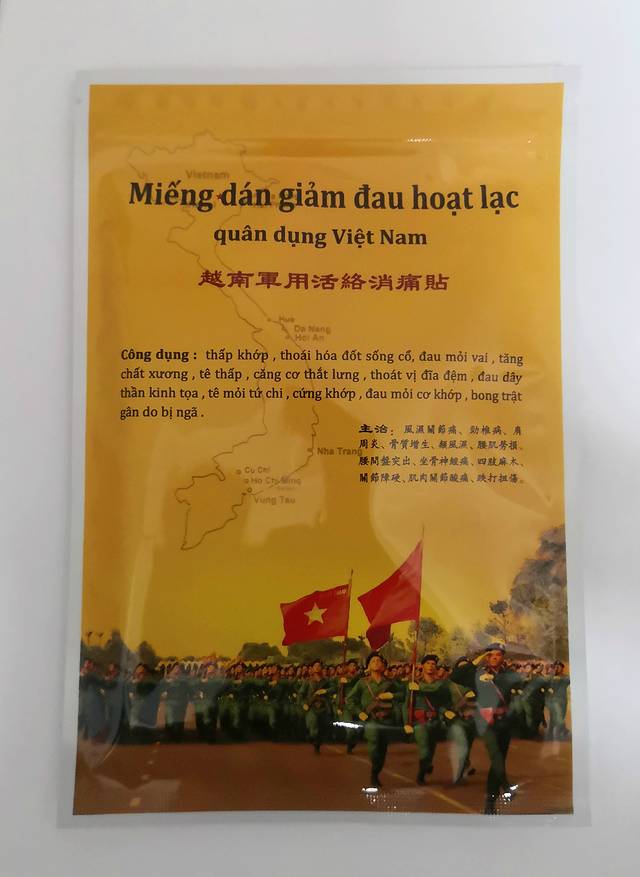 Vietnam
Miếng dán giảm đau hoạt lạc
quân dụng Việt Nam
越南軍用活絡消痛貼
Hue
Da Nang
Hoi An
Công dụng : thấp khớp , thoái hóa đốt sống cổ, đau mỏi vai , tăng
chất xương , tê thấp , căng cơ thắt lưng , thoát vị đĩa đệm , đau dây
thần kinh tọa , tê mỏi tứ chi , cứng khớp , đau mỏi cơ khớp , bong trật
gân do bị ngã .
主治：風濕關節痛、勁椎病、肩
周炎、骨質增生、類風濕、腰肌勞損、
腰間盤突出、坐骨神經痛、四肢麻木、
關節障硬、肌肉關節酸痛、跌打扭傷。
Nha Trang
Cu Chi
Ho Chi Minh
Vung Tau